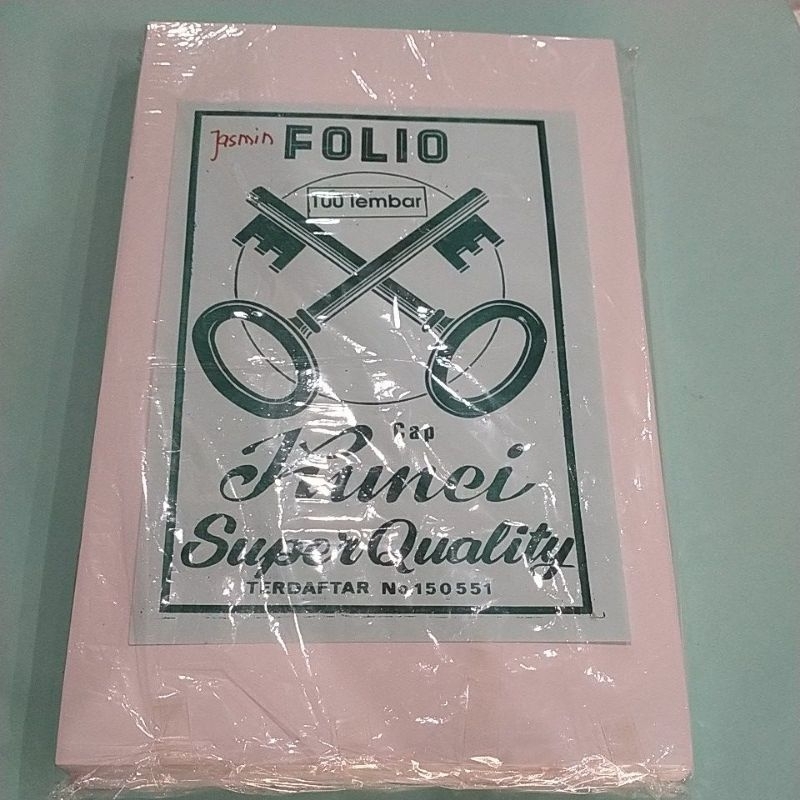 Jasmin FOLIO
100 lembar
Cap
Kunci
Super Quality
TERDAFTAR No 150551